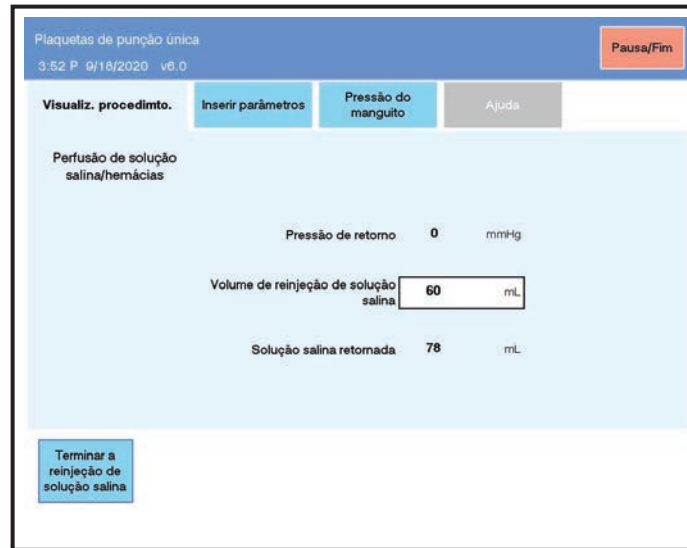 Plaquetas de punção única
Pausa/Fim
3:52 P 9/16/2020 v6.0
Visualiz. procedimto.
Inserir parâmetros
Pressão do
manguito
Ajuda
Perfusão de solução
salina/hemácias
Pressão de retorno 0 mmHg
Volume de reinjeção de solução
salina
60 mL
Solução salina retornada 78 mL
Terminar a
reinjeção de
solução salina